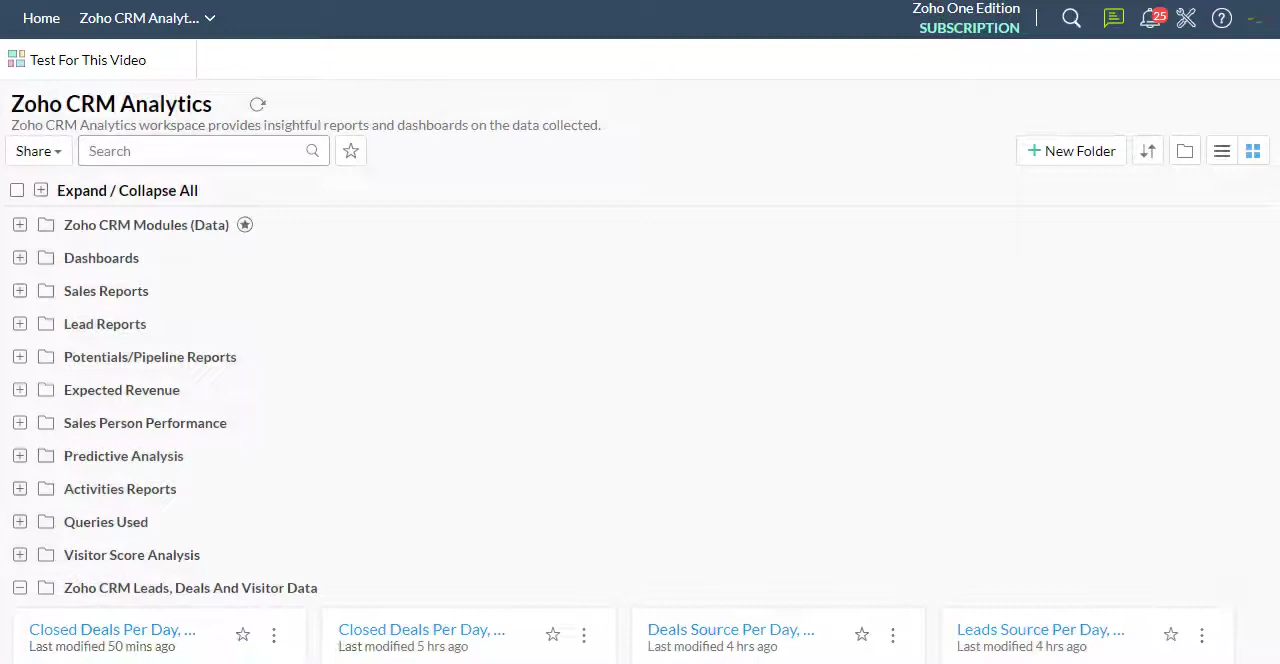 Home Zoho CRM Analyt... Zoho One Edition
SUBSCRIPTION 25
Test For This Video
Zoho CRM Analytics
Zoho CRM Analytics workspace provides insightful reports and dashboards on the data collected.
Share Search + New Folder
Expand / Collapse All
Zoho CRM Modules (Data)
Dashboards
Sales Reports
Lead Reports
Potentials/Pipeline Reports
Expected Revenue
Sales Person Performance
Predictive Analysis
Activities Reports
Queries Used
Visitor Score Analysis
Zoho CRM Leads, Deals And Visitor Data
Closed Deals Per Day, ... Closed Deals Per Day, ... Deals Source Per Day, ... Leads Source Per Day, ...
Last modified 50 mins ago Last modified 5 hrs ago Last modified 4 hrs ago Last modified 4 hrs ago